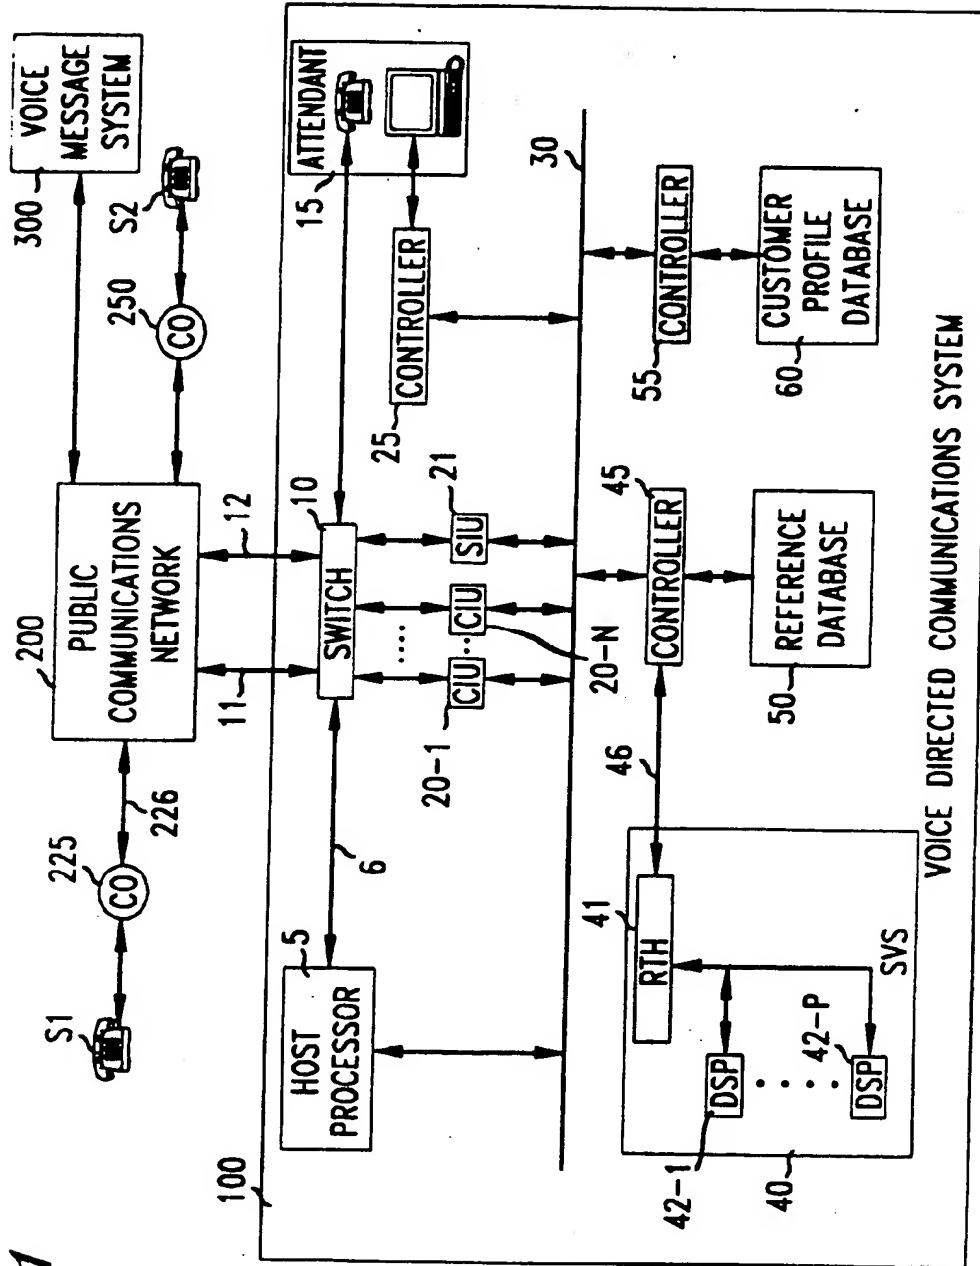 300
VOICE
MESSAGE
SYSTEM
S1
225
CO
226
200
PUBLIC
COMMUNICATIONS
NETWORK
250
CO
S2
100
11
12
5
HOST
PROCESSOR
6
10
SWITCH
15
ATTENDANT
25
CONTROLLER
20-1
CIU
.....
...
CIU
20-N
21
SIU
30
41
RTH
46
45
CONTROLLER
55
CONTROLLER
42-1
DSP
.....
42-P
DSP
SVS
40
50
REFERENCE
DATABASE
60
CUSTOMER
PROFILE
DATABASE
VOICE DIRECTED COMMUNICATIONS SYSTEM